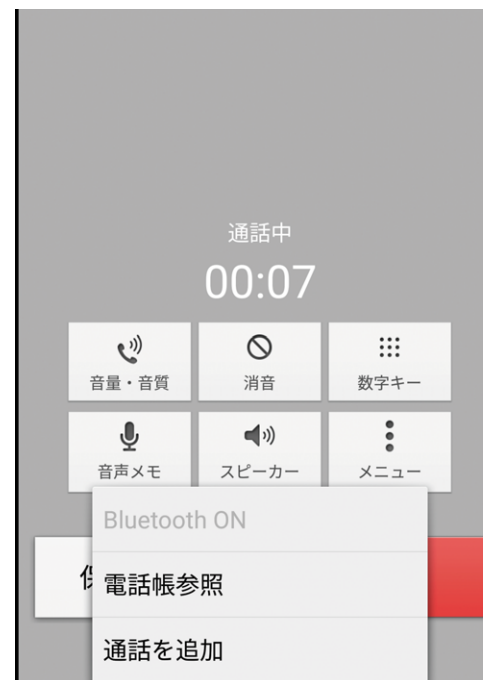 通話中
00:07
音量・音質
消音
数字キー
音声メモ
スピーカー
メニュー
Bluetooth ON
電話帳参照
通話を追加